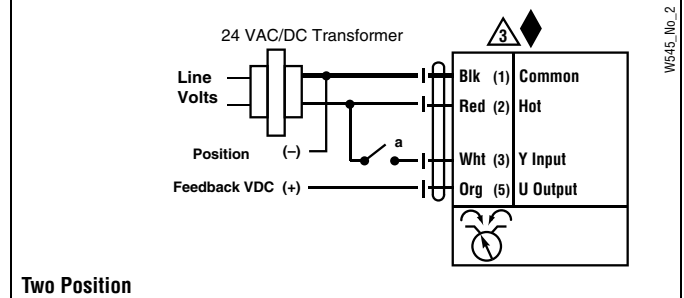 24 VAC/DC Transformer
3
W545_No_2
Line
Volts
Blk (1) Common
Red (2) Hot
a
Position (–)
Wht (3) Y Input
Feedback VDC (+)
Org (5) U Output
Two Position